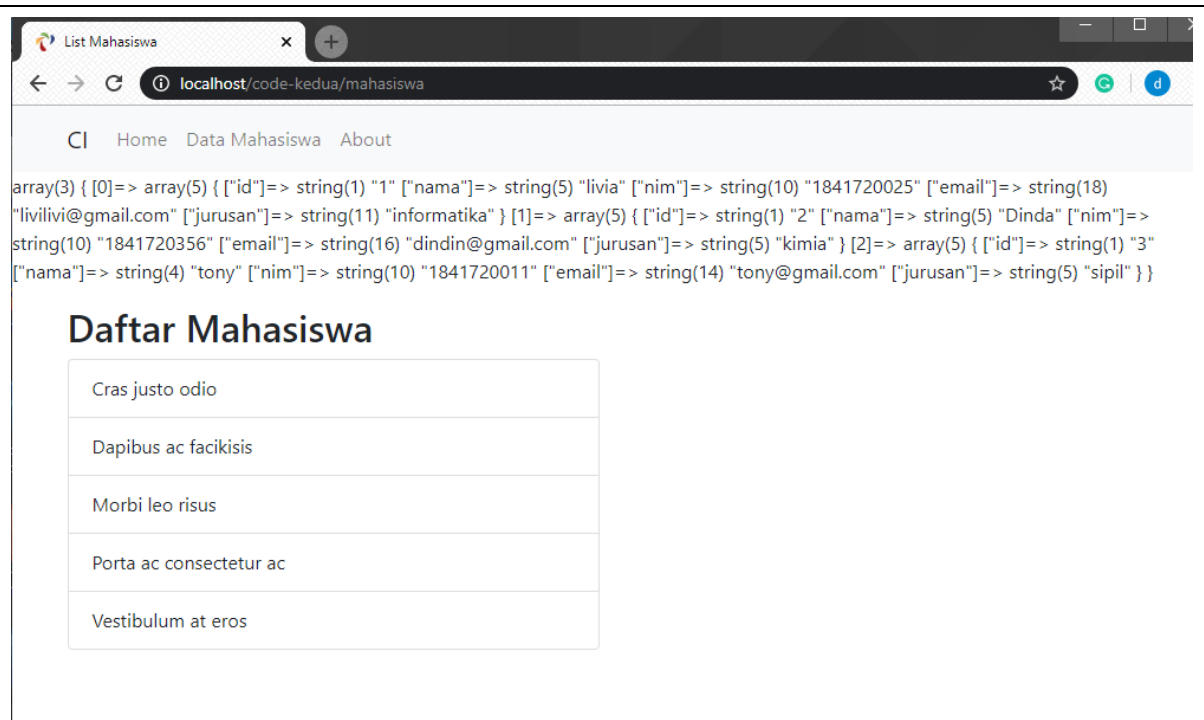 List Mahasiswa
localhost/code-kedua/mahasiswa
d
CI Home Data Mahasiswa About
array(3) { [0]=> array(5) { ["id"]=> string(1) "1" ["nama"]=> string(5) "livia" ["nim"]=> string(10) "1841720025" ["email"]=> string(18)
"livilivi@gmail.com" ["jurusan"]=> string(11) "informatika" } [1]=> array(5) { ["id"]=> string(1) "2" ["nama"]=> string(5) "Dinda" ["nim"]=>
string(10) "1841720356" ["email"]=> string(16) "dindin@gmail.com" ["jurusan"]=> string(5) "kimia" } [2]=> array(5) { ["id"]=> string(1) "3"
["nama"]=> string(4) "tony" ["nim"]=> string(10) "1841720011" ["email"]=> string(14) "tony@gmail.com" ["jurusan"]=> string(5) "sipil" } }
Daftar Mahasiswa
Cras justo odio
Dapibus ac facikisis
Morbi leo risus
Porta ac consectetur ac
Vestibulum at eros